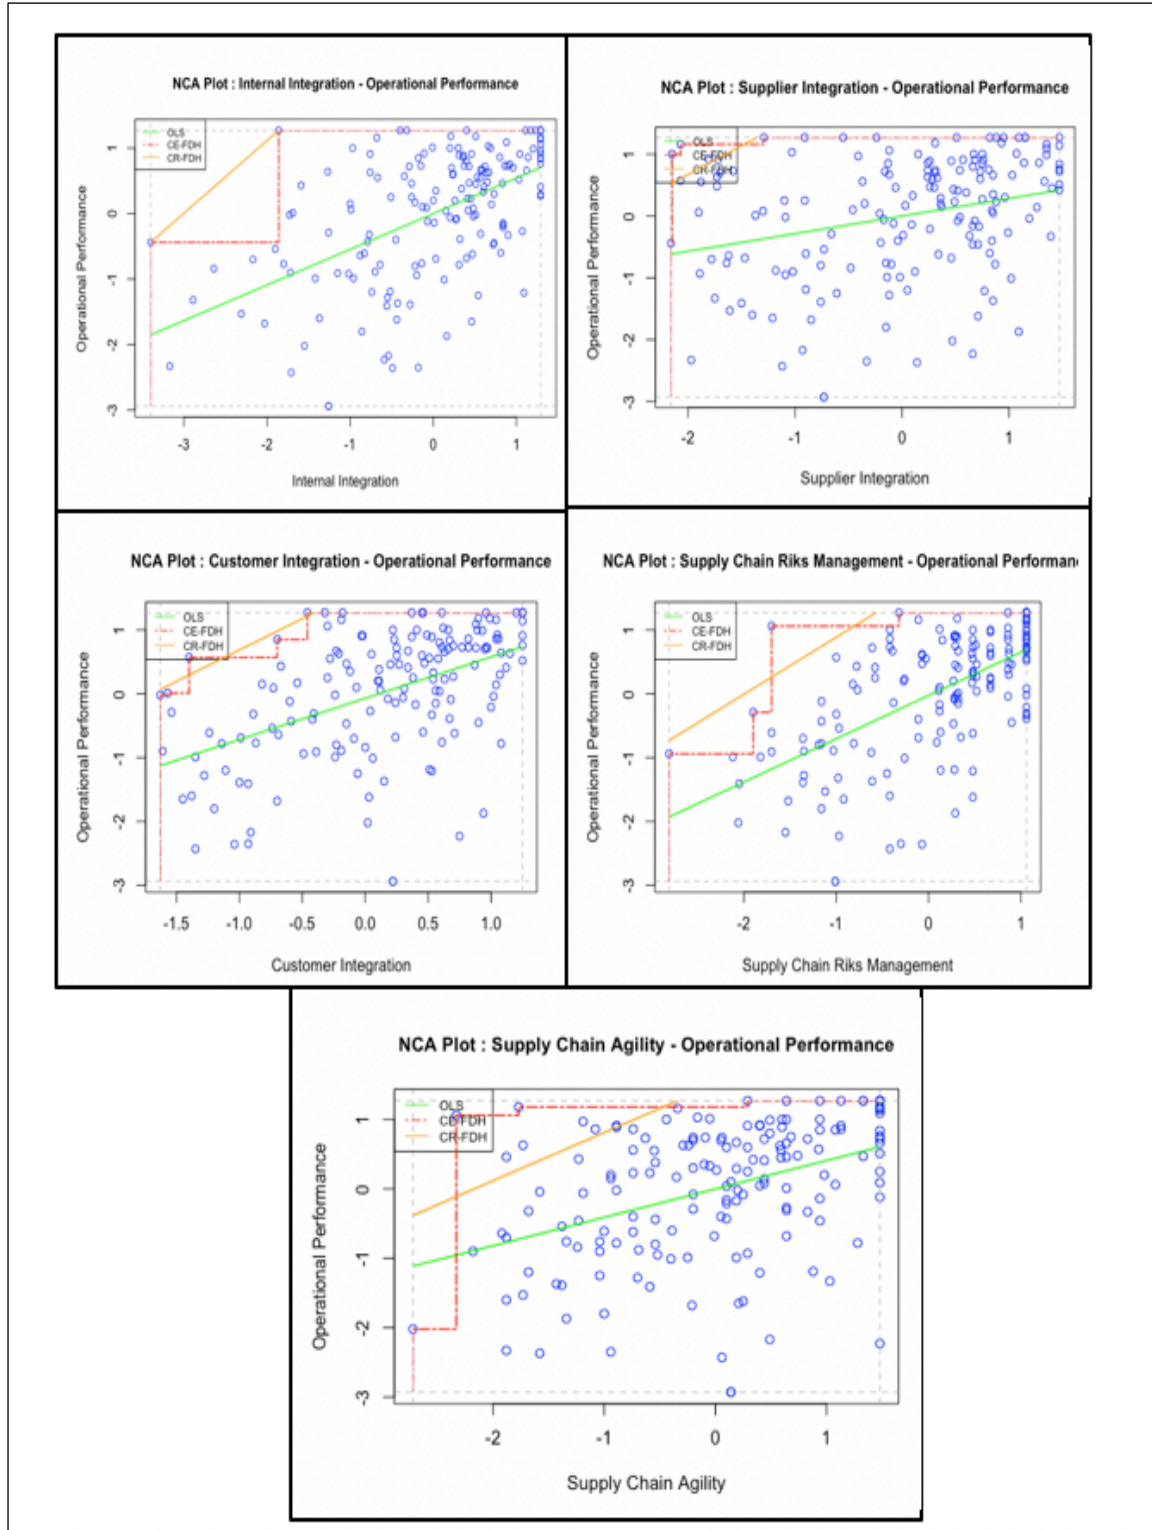 NCA Plot : Internal Integration - Operational Performance
OLS
CE-FDH
CR-FDH
Operational Performance
1
0
-1
-2
-3
-3
-2
-1
0
1
Internal Integration
NCA Plot : Supplier Integration - Operational Performance
OLS
CE-FDH
CR-FDH
Operational Performance
1
0
-1
-2
-3
-2
-1
0
1
Supplier Integration
NCA Plot : Customer Integration - Operational Performance
OLS
CE-FDH
CR-FDH
Operational Performance
1
0
-1
-2
-3
-1.5
-1.0
-0.5
0.0
0.5
1.0
Customer Integration
NCA Plot : Supply Chain Riks Management - Operational Performan
OLS
CE-FDH
CR-FDH
Operational Performance
1
0
-1
-2
-3
-2
-1
0
1
Supply Chain Riks Management
NCA Plot : Supply Chain Agility - Operational Performance
OLS
CE-FDH
CR-FDH
Operational Performance
1
0
-1
-2
-3
-2
-1
0
1
Supply Chain Agility